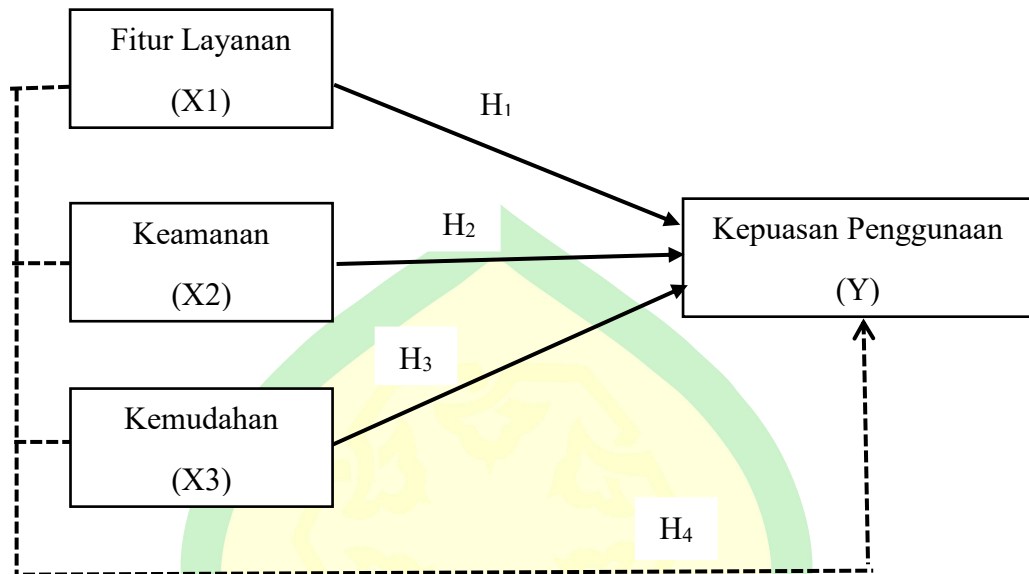 Fitur Layanan
(X1)
H₁
Keamanan
(X2)
H₂
Kepuasan Penggunaan
(Y)
H₃
Kemudahan
(X3)
H₄